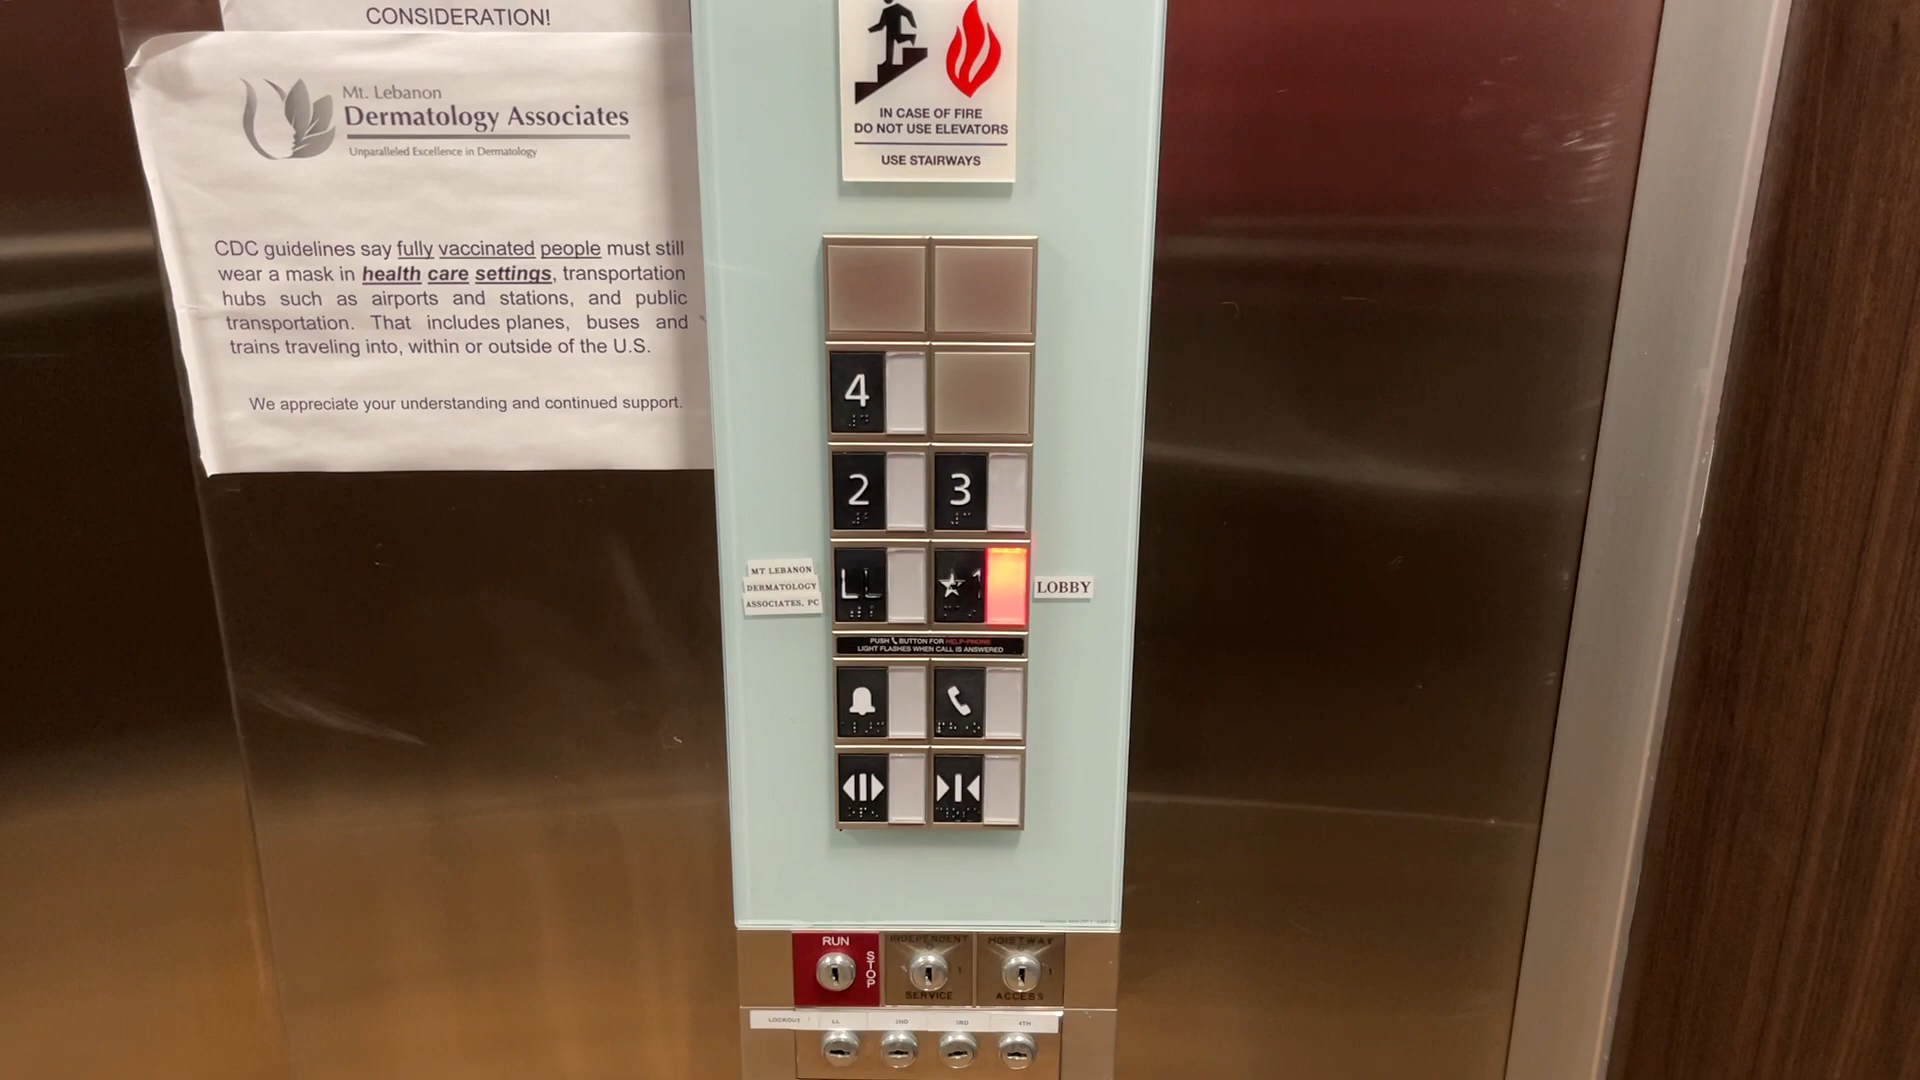 CONSIDERATION!
Mt. Lebanon
Dermatology Associates
Unparalleled Excellence in Dermatology
CDC guidelines say fully vaccinated people must still
wear a mask in health care settings, transportation
hubs such as airports and stations, and public
transportation. That includes planes, buses and
trains traveling into, within or outside of the U.S.
We appreciate your understanding and continued support.
IN CASE OF FIRE
DO NOT USE ELEVATORS
USE STAIRWAYS
4
2
3
MT LEBANON
DERMATOLOGY
ASSOCIATES, PC
LL
★1
LOBBY
PUSH BUTTON FOR HELP-PHONE
LIGHT FLASHES WHEN CALL IS ANSWERED
RUN
STOP
INDEPENDENT
0
1
SERVICE
HOISTWAY
0
1
ACCESS
LOCKOUT
LL
2ND
3RD
4TH